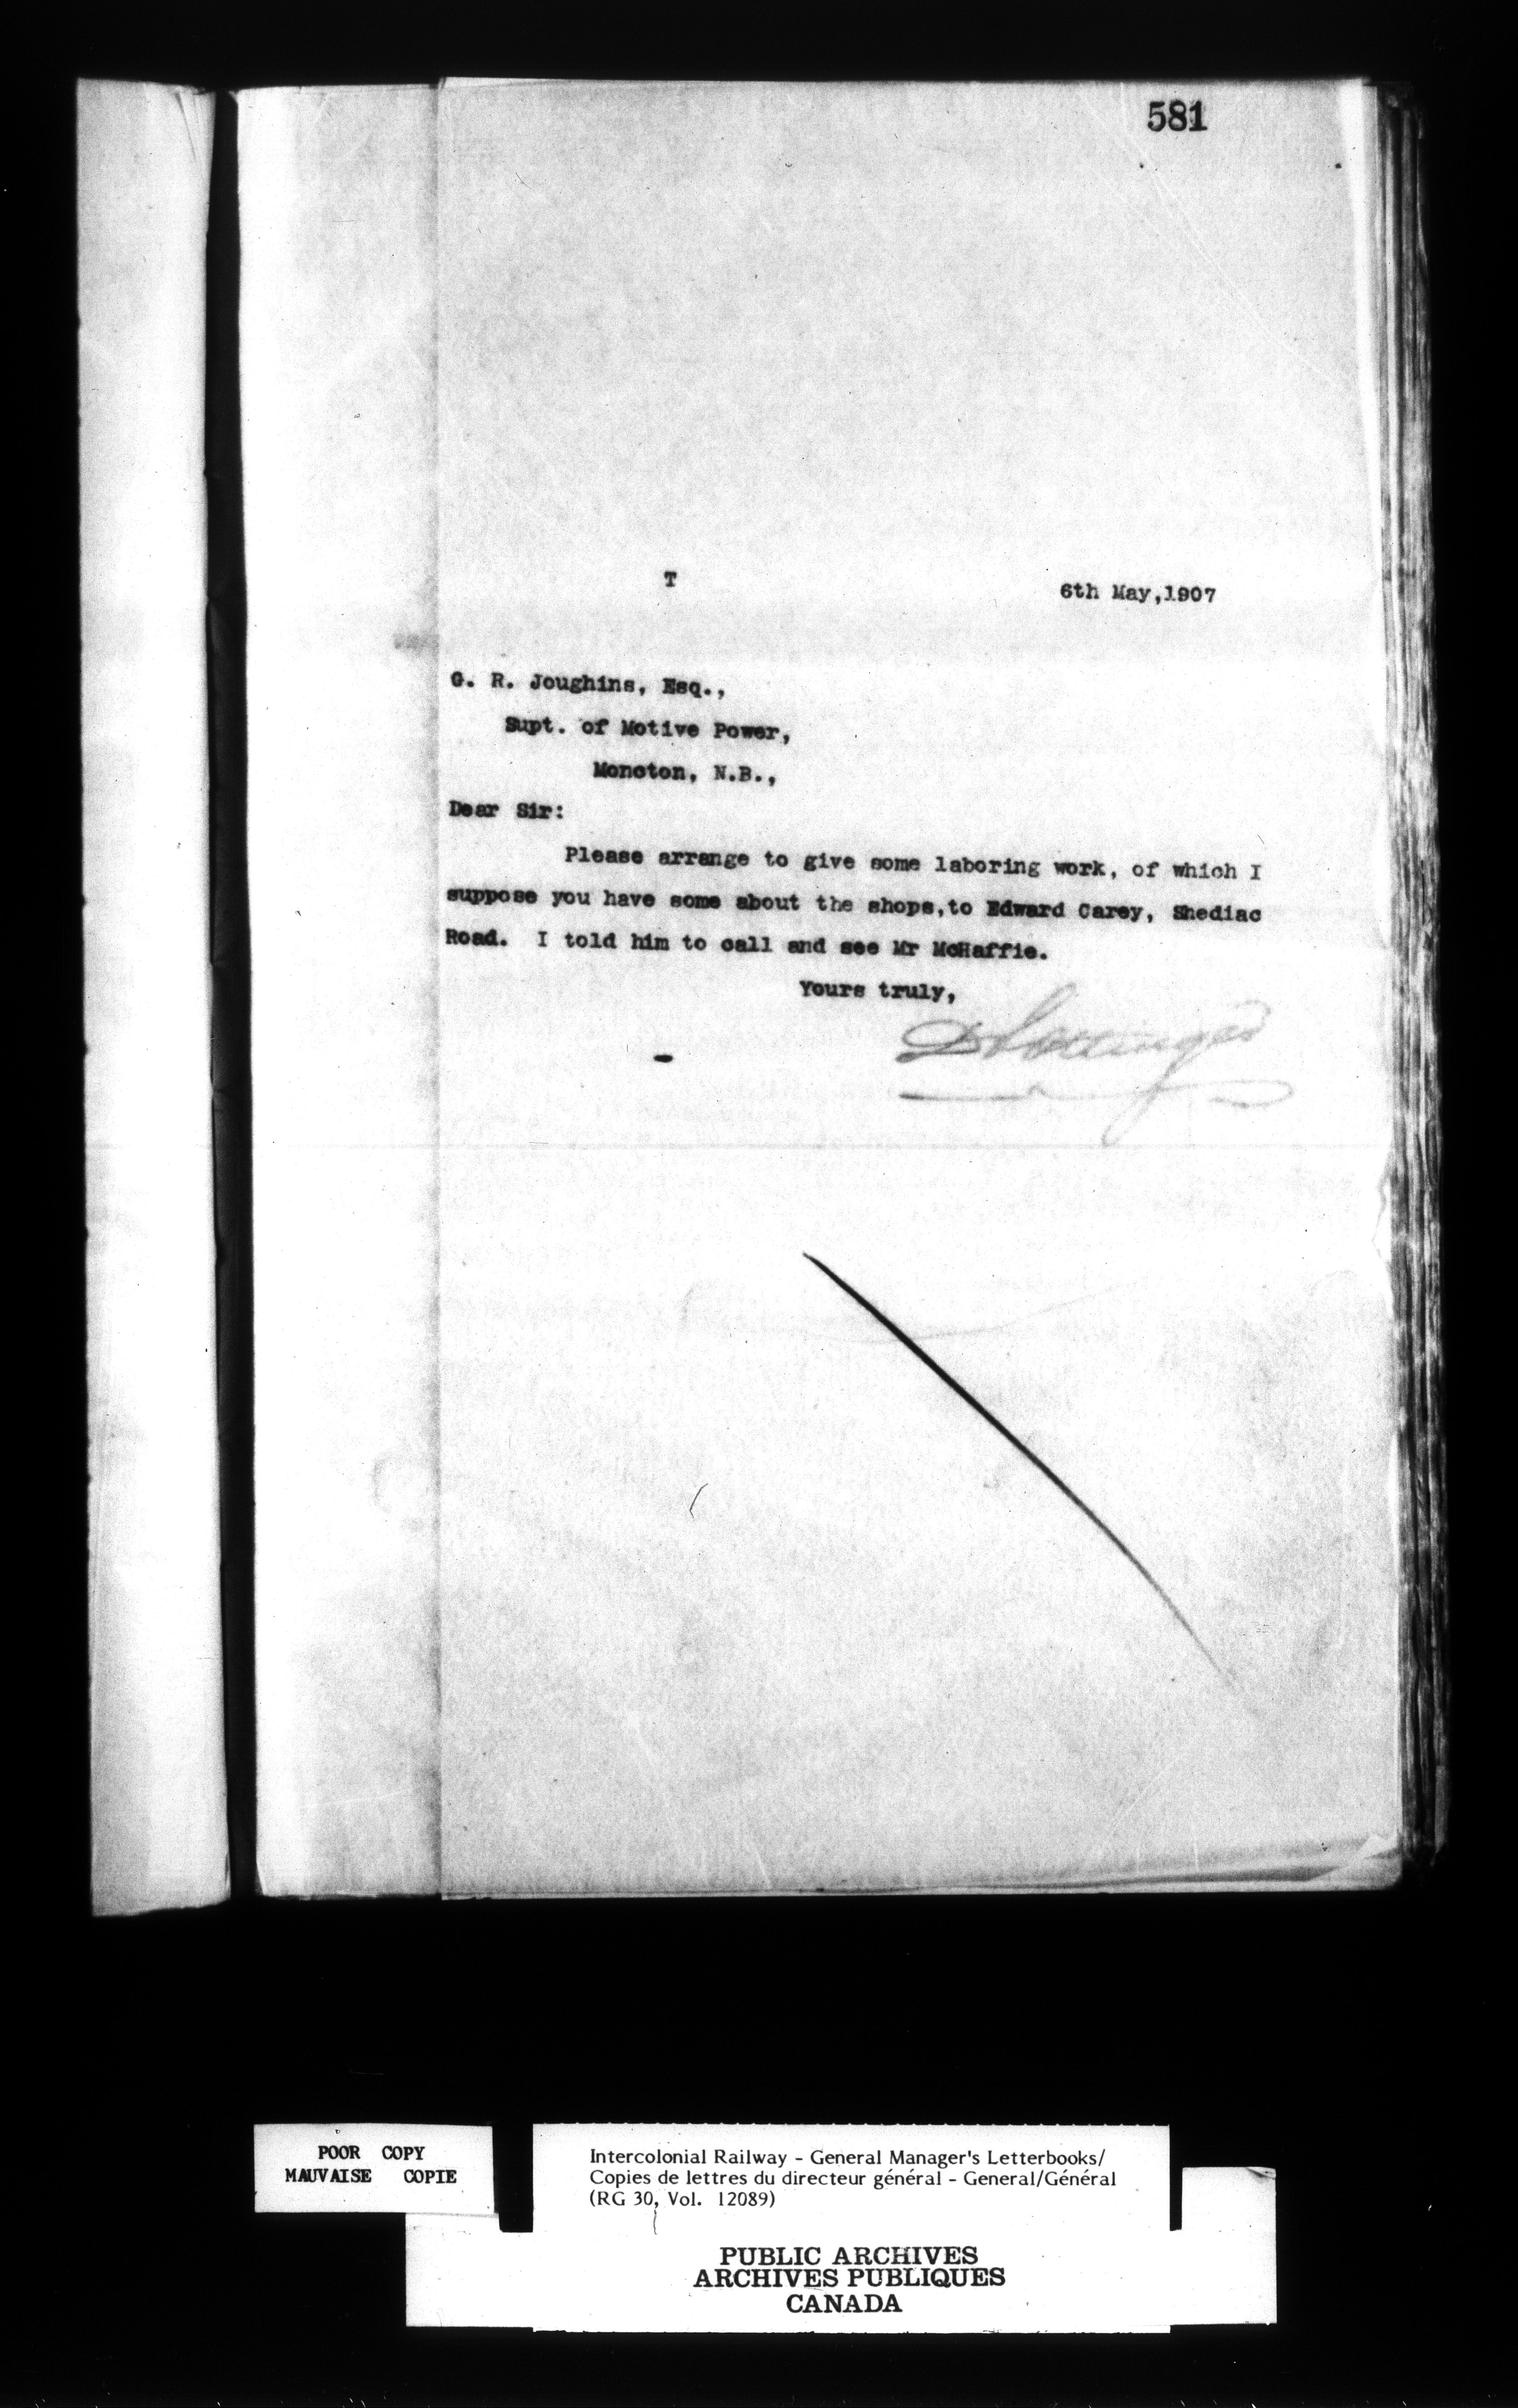 581
T
6th May,1907
G. R. Joughins, Esq.,
Supt. of Motive Power,
Moncton, N.B.,
Dear Sir:
Please arrange to give some laboring work, of which I
suppose you have some about the shops,to Edward Carey, Shediac
Road. I told him to call and see Mr McHaffie.
Yours truly,
D Pottinger
POOR COPY
MAUVAISE COPIE
Intercolonial Railway - General Manager's Letterbooks/
Copies de lettres du directeur général - General/Général
(RG 30, Vol. 12089)
PUBLIC ARCHIVES
ARCHIVES PUBLIQUES
CANADA